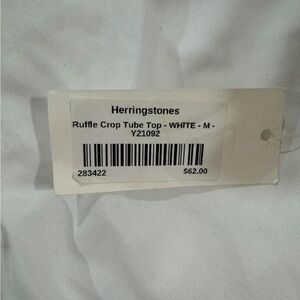 Herringstones
Ruffle Crop Tube Top - WHITE - M -
Y21092
283422
$62.00